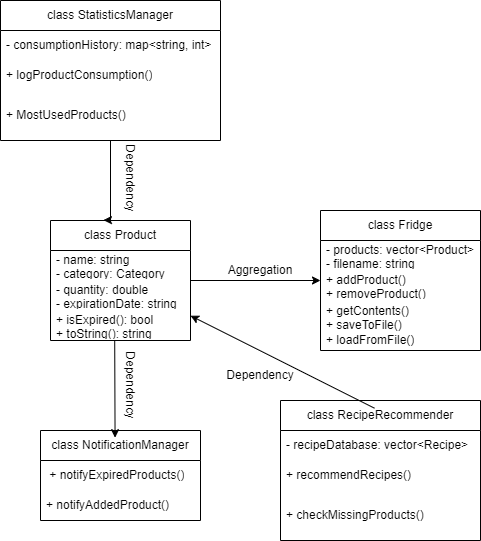 class StatisticsManager
- consumptionHistory: map<string, int>
+ logProductConsumption()
+ MostUsedProducts()
Dependency
class Product
- name: string
- category: Category
- quantity: double
- expirationDate: string
+ isExpired(): bool
+ toString(): string
Aggregation
class Fridge
- products: vector<Product>
- filename: string
+ addProduct()
+ removeProduct()
+ getContents()
+ saveToFile()
+ loadFromFile()
Dependency
Dependency
class NotificationManager
+ notifyExpiredProducts()
+ notifyAddedProduct()
class RecipeRecommender
- recipeDatabase: vector<Recipe>
+ recommendRecipes()
+ checkMissingProducts()